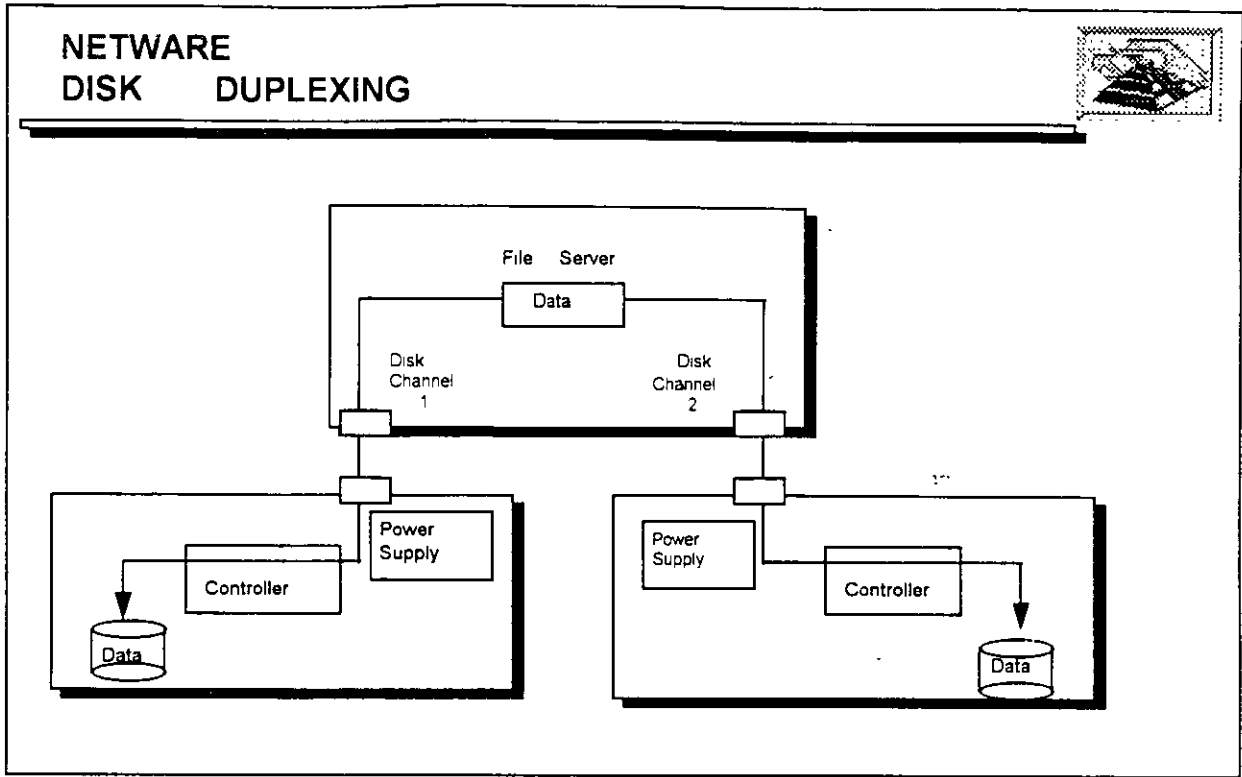 NETWARE
DISK DUPLEXING
File Server
Data
Disk
Channel
1
Disk
Channel
2
Power
Supply
Controller
Data
Power
Supply
Controller
Data